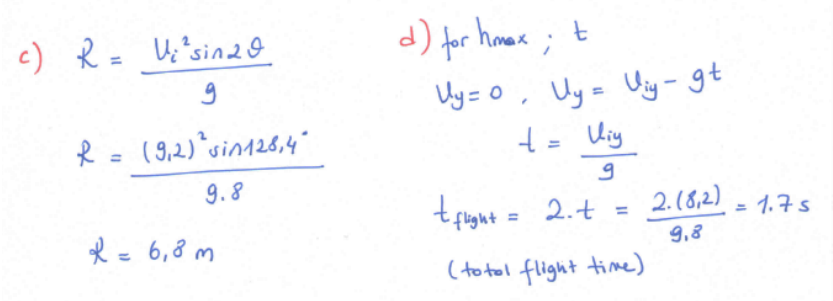 c) R = Ui² sin2θ / g
R = (9,2)² sin128,4° / 9.8
R = 6,8 m
d) for hmax ; t
Uy = 0 , Uy = Uiy - gt
t = Uiy / g
tflight = 2.t = 2.(8,2) / 9,8 = 1.7 s
(total flight time)